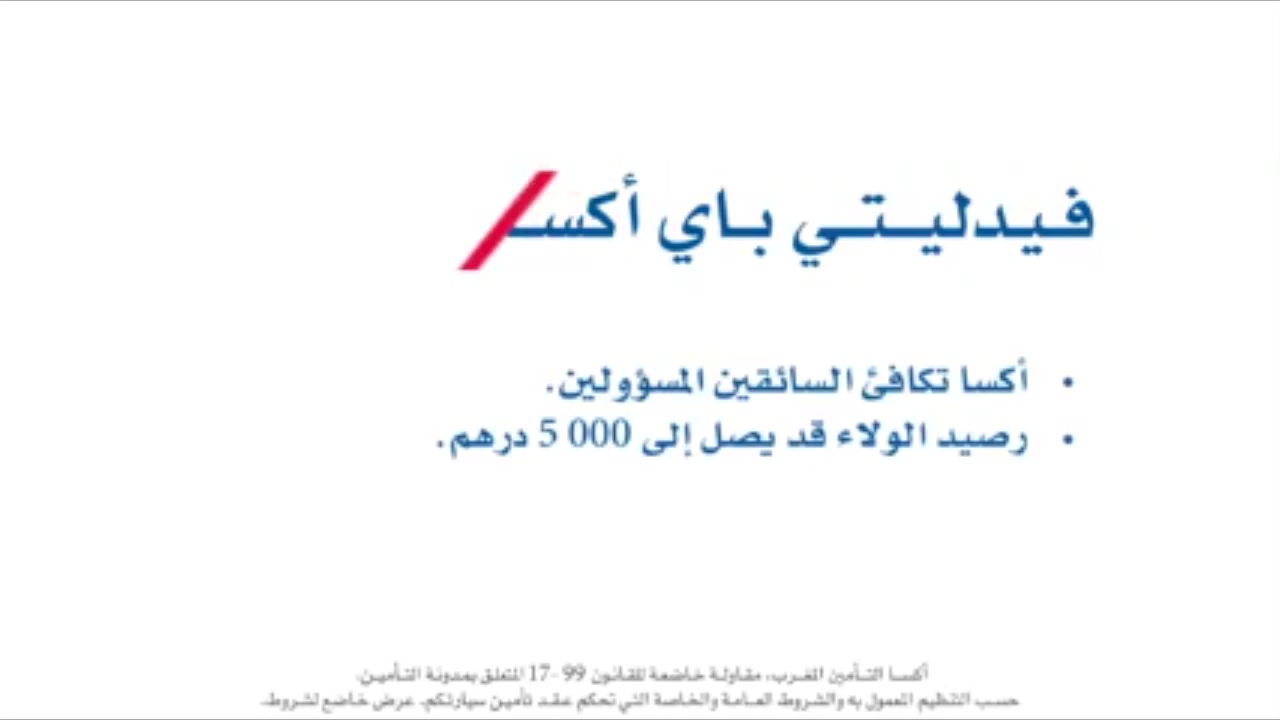 فيدليتي باي أكسا
• أكسا تكافئ السائقين المسؤولين.
• رصيد الولاء قد يصل إلى 000 5 درهم.
أكسا التأمين المغرب، مقاولة خاضعة للقانون 99-17 المتعلق بمدونة التأمين.
حسب التنظيم المعمول به والشروط العامة والخاصة التي تحكم عقد تأمين سيارتكم. عرض خاضع لشروط.